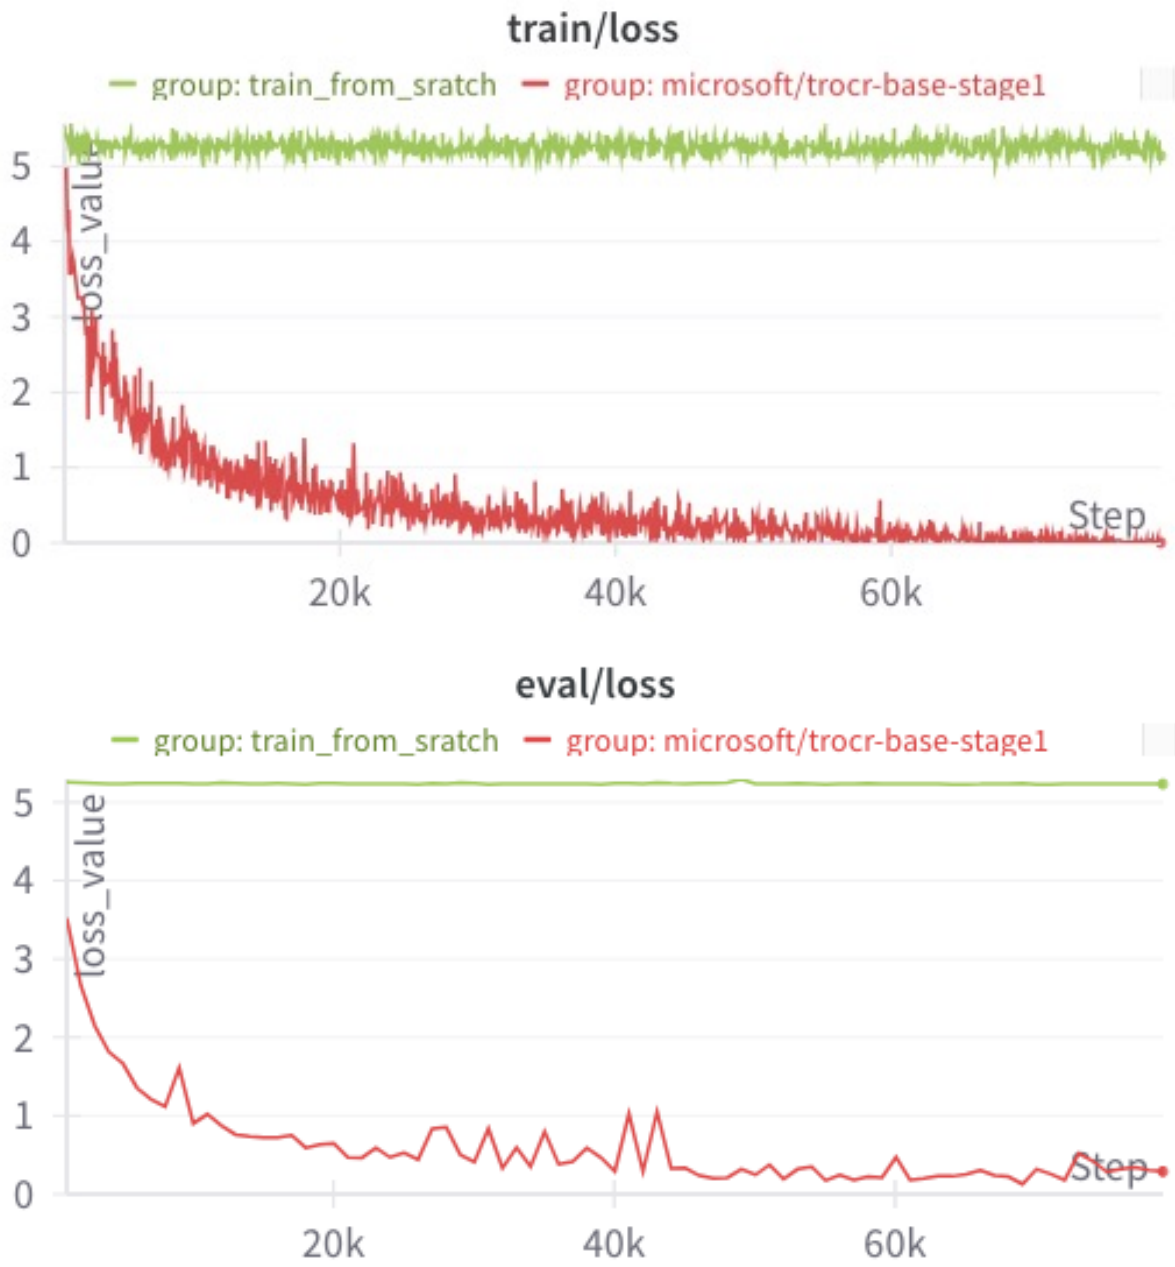 train/loss
group: train_from_sratch group: microsoft/trocr-base-stage1
5
4
3
2
1
0
loss_value
Step
20k 40k 60k
eval/loss
group: train_from_sratch group: microsoft/trocr-base-stage1
5
4
3
2
1
0
loss_value
Step
20k 40k 60k